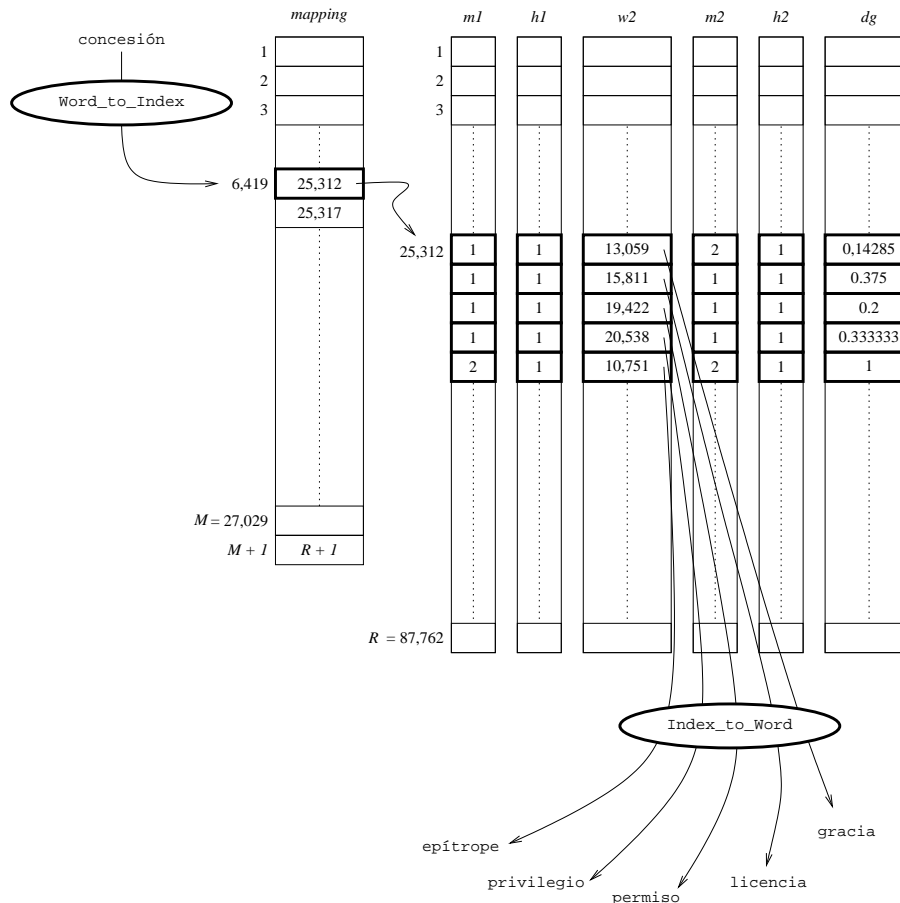 mapping m1 h1 w2 m2 h2 dg
concesión
1 1
2 2
Word_to_Index 3 3
6,419 25,312
25,317
25,312 1 1 13,059 2 1 0,14285
1 1 15,811 1 1 0.375
1 1 19,422 1 1 0.2
1 1 20,538 1 1 0.333333
2 1 10,751 2 1 1
M = 27,029
M + 1 R + 1
R = 87,762
Index_to_Word
gracia
epítrope
privilegio licencia
permiso